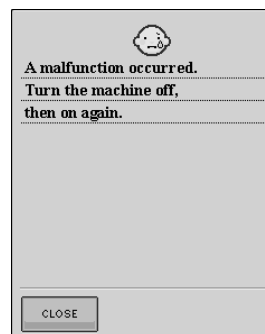 A malfunction occurred.
Turn the machine off,
then on again.
CLOSE